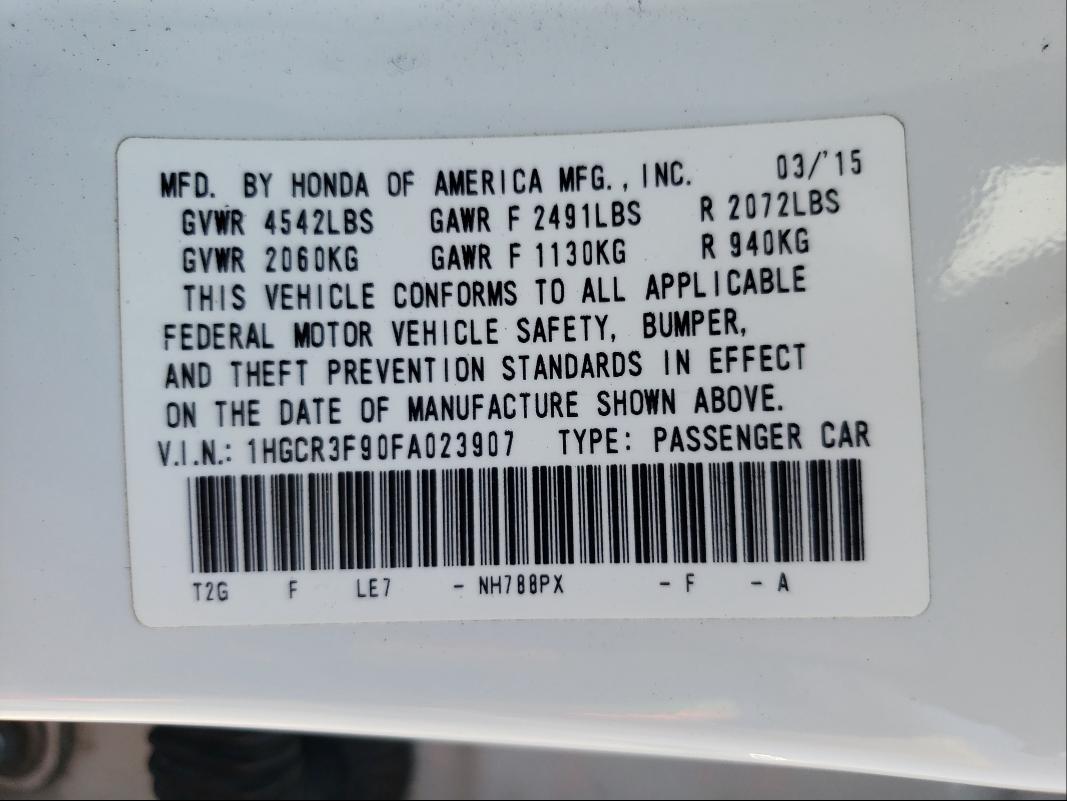 MFD. BY HONDA OF AMERICA MFG., INC. 03/'15
GVWR 4542LBS GAWR F 2491LBS R 2072LBS
GVWR 2060KG GAWR F 1130KG R 940KG
THIS VEHICLE CONFORMS TO ALL APPLICABLE
FEDERAL MOTOR VEHICLE SAFETY, BUMPER,
AND THEFT PREVENTION STANDARDS IN EFFECT
ON THE DATE OF MANUFACTURE SHOWN ABOVE.
V.I.N.: 1HGCR3F90FA023907 TYPE: PASSENGER CAR
T2G F LE7 - NH788PX - F - A